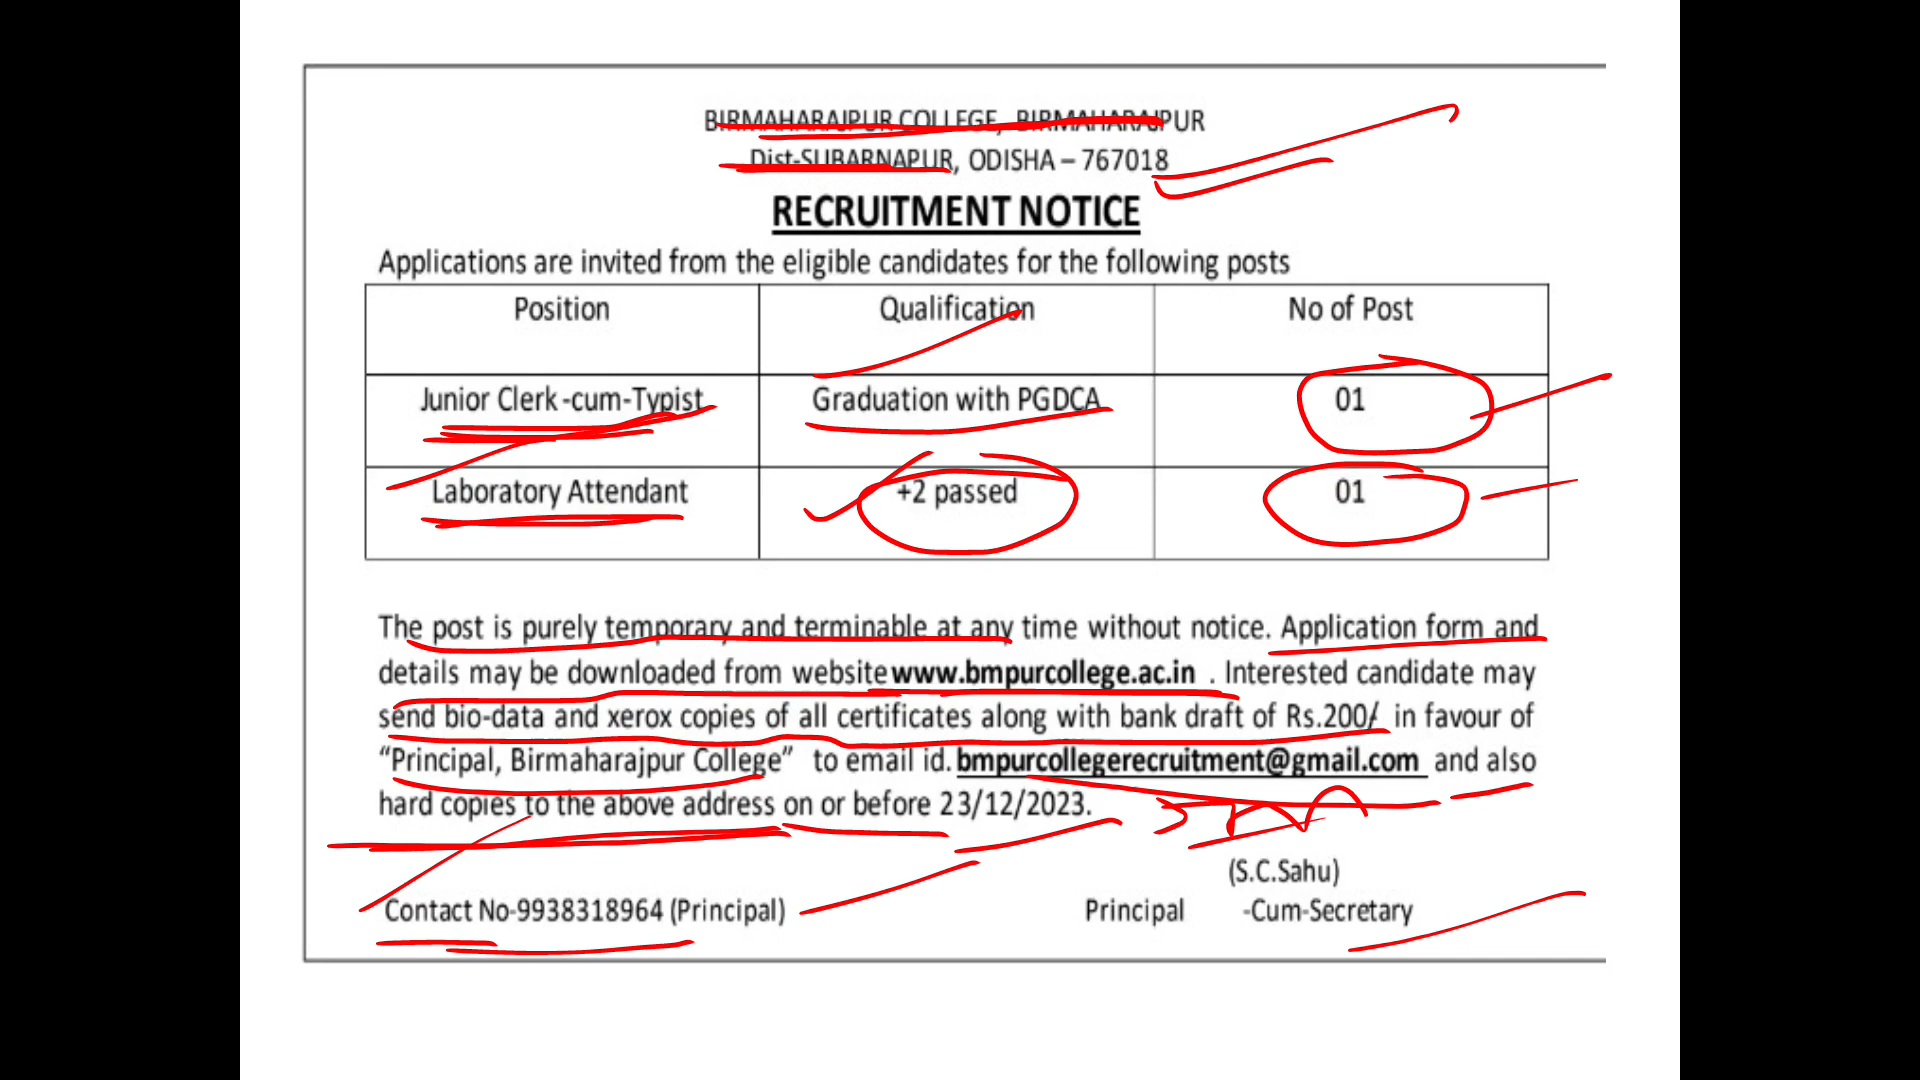 BIRMAHARAJPUR COLLEGE, BIRMAHARAJPUR
Dist-SUBARNAPUR, ODISHA – 767018
RECRUITMENT NOTICE
Applications are invited from the eligible candidates for the following posts
Position Qualification No of Post
Junior Clerk-cum-Typist Graduation with PGDCA 01
Laboratory Attendant +2 passed 01
The post is purely temporary and terminable at any time without notice. Application form and
details may be downloaded from website www.bmpurcollege.ac.in . Interested candidate may
send bio-data and xerox copies of all certificates along with bank draft of Rs.200/ in favour of
“Principal, Birmaharajpur College” to email id. bmpurcollegerecruitment@gmail.com and also
hard copies to the above address on or before 23/12/2023.
(S.C.Sahu)
Contact No-9938318964 (Principal) Principal -Cum-Secretary